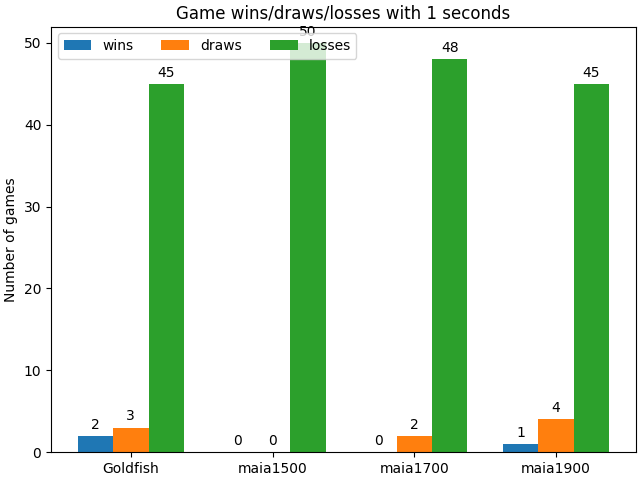 Game wins/draws/losses with 1 seconds
wins draws losses
Number of games
50
40
30
20
10
0
2 3 45
0 0 50
0 2 48
1 4 45
Goldfish maia1500 maia1700 maia1900